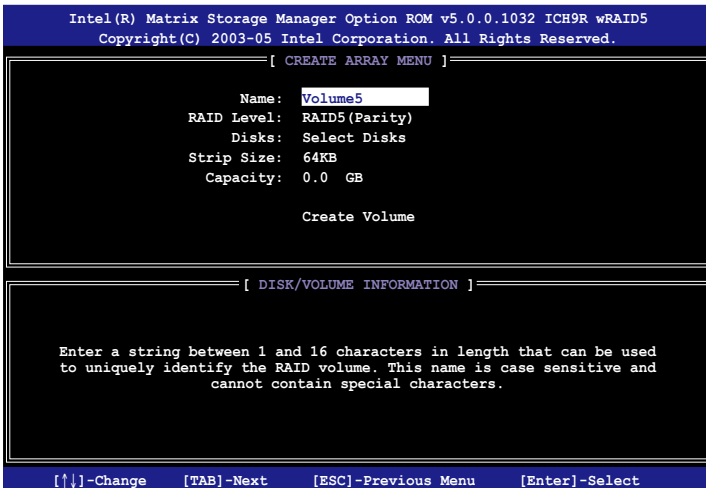 Intel(R) Matrix Storage Manager Option ROM v5.0.0.1032 ICH9R wRAID5
Copyright(C) 2003-05 Intel Corporation. All Rights Reserved.
[ CREATE ARRAY MENU ]
Name: Volume5
RAID Level: RAID5(Parity)
Disks: Select Disks
Strip Size: 64KB
Capacity: 0.0 GB
Create Volume
[ DISK/VOLUME INFORMATION ]
Enter a string between 1 and 16 characters in length that can be used
to uniquely identify the RAID volume. This name is case sensitive and
cannot contain special characters.
[↑↓]-Change [TAB]-Next [ESC]-Previous Menu [Enter]-Select